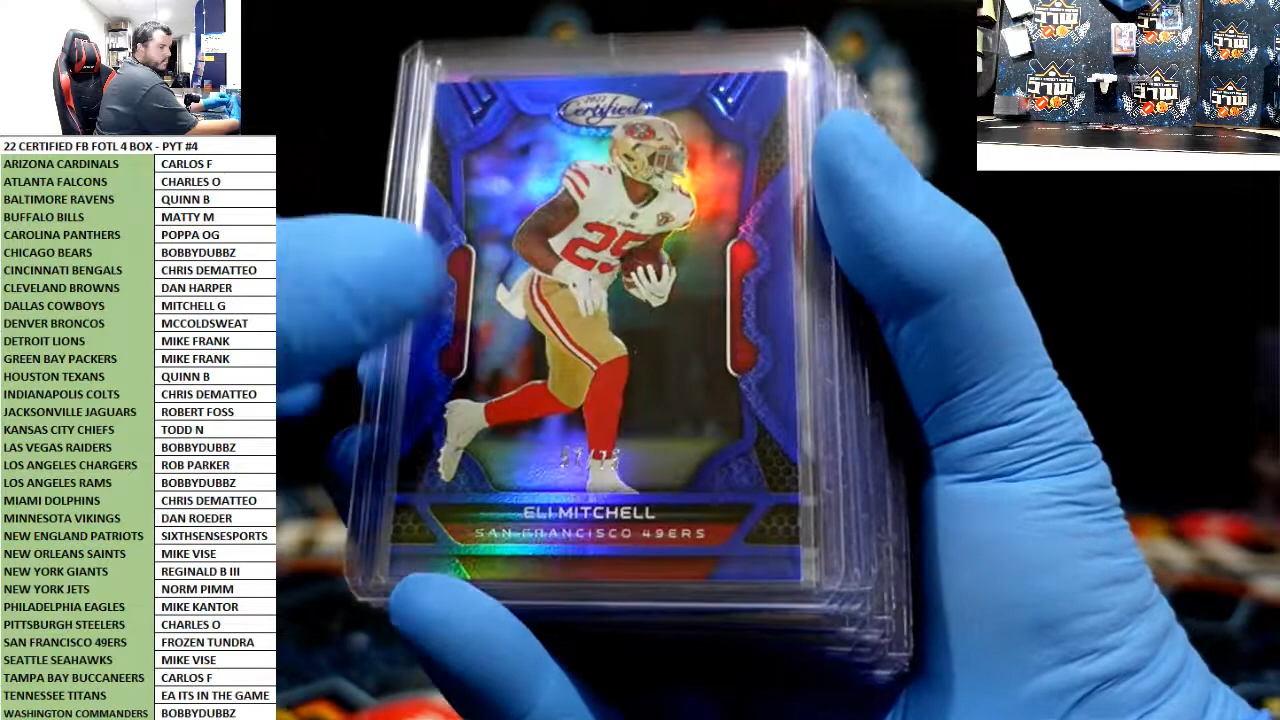 22 CERTIFIED FB FOTL 4 BOX - PYT #4
ARIZONA CARDINALS CARLOS F
ATLANTA FALCONS CHARLES O
BALTIMORE RAVENS QUINN B
BUFFALO BILLS MATTY M
CAROLINA PANTHERS POPPA OG
CHICAGO BEARS BOBBYDUBBZ
CINCINNATI BENGALS CHRIS DEMATTEO
CLEVELAND BROWNS DAN HARPER
DALLAS COWBOYS MITCHELL G
DENVER BRONCOS MCCOLDSWEAT
DETROIT LIONS MIKE FRANK
GREEN BAY PACKERS MIKE FRANK
HOUSTON TEXANS QUINN B
INDIANAPOLIS COLTS CHRIS DEMATTEO
JACKSONVILLE JAGUARS ROBERT FOSS
KANSAS CITY CHIEFS TODD N
LAS VEGAS RAIDERS BOBBYDUBBZ
LOS ANGELES CHARGERS ROB PARKER
LOS ANGELES RAMS BOBBYDUBBZ
MIAMI DOLPHINS CHRIS DEMATTEO
MINNESOTA VIKINGS DAN ROEDER
NEW ENGLAND PATRIOTS SIXTHSENSESPORTS
NEW ORLEANS SAINTS MIKE VISE
NEW YORK GIANTS REGINALD B III
NEW YORK JETS NORM PIMM
PHILADELPHIA EAGLES MIKE KANTOR
PITTSBURGH STEELERS CHARLES O
SAN FRANCISCO 49ERS FROZEN TUNDRA
SEATTLE SEAHAWKS MIKE VISE
TAMPA BAY BUCCANEERS CARLOS F
TENNESSEE TITANS EA ITS IN THE GAME
WASHINGTON COMMANDERS BOBBYDUBBZ
Certified
25
ELI MITCHELL
SAN FRANCISCO 49ERS